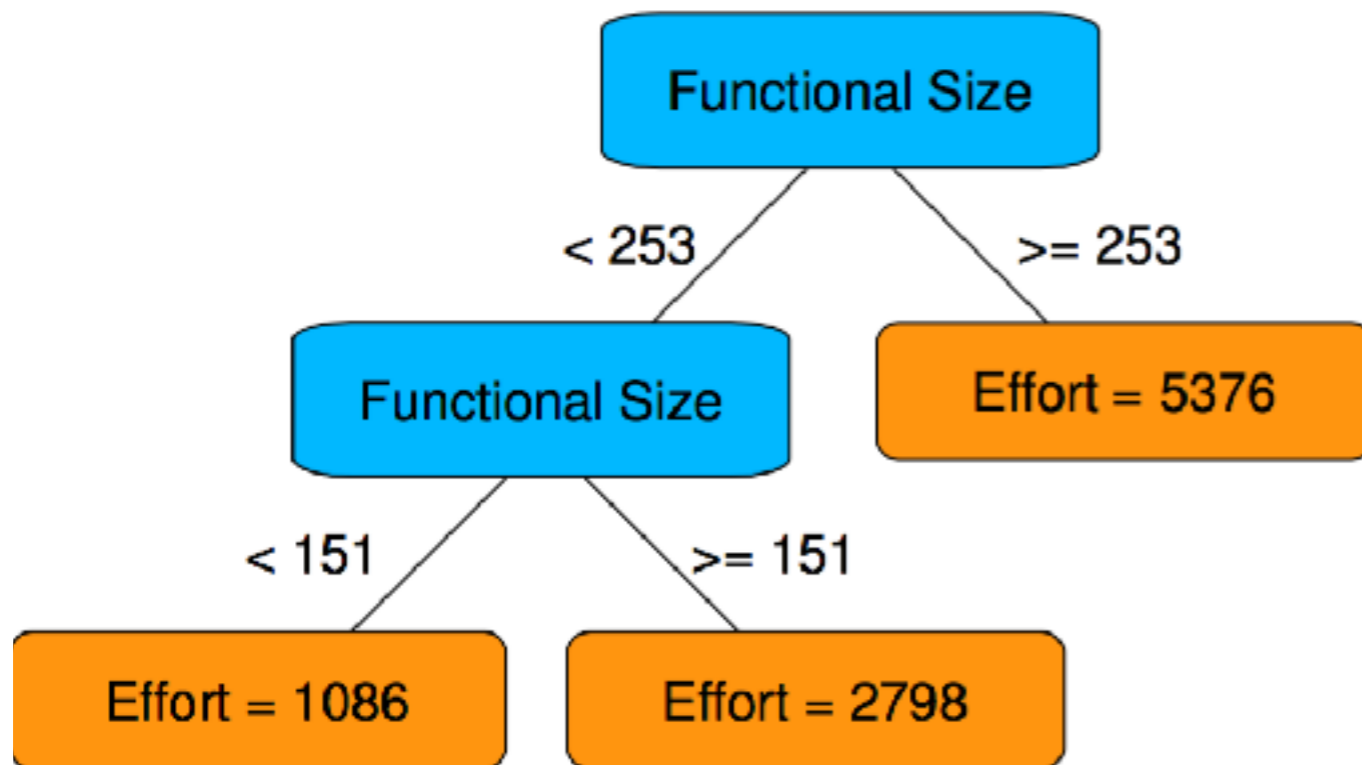 Functional Size
< 253
>= 253
Functional Size
Effort = 5376
< 151
>= 151
Effort = 1086
Effort = 2798